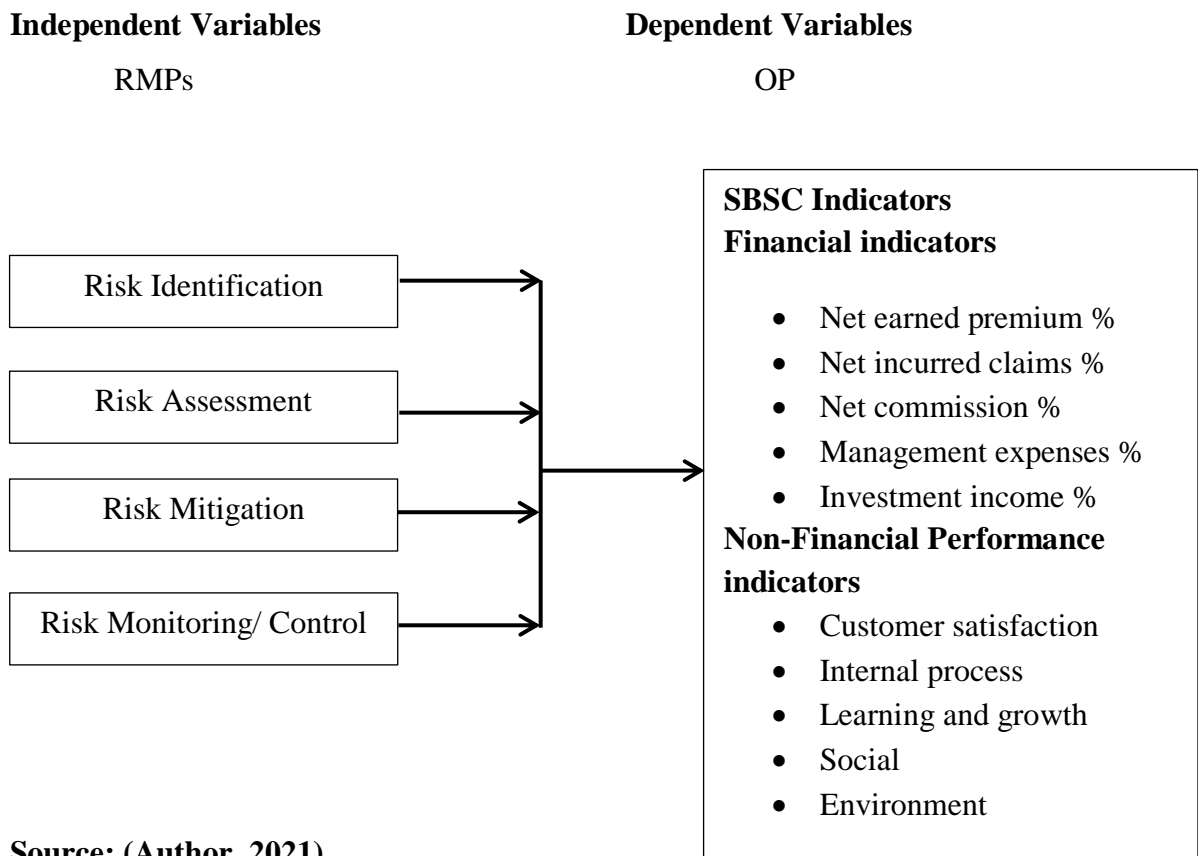 Independent Variables
Dependent Variables
RMPs
OP
Risk Identification
Risk Assessment
Risk Mitigation
Risk Monitoring/ Control
SBSC Indicators
Financial indicators
• Net earned premium %
• Net incurred claims %
• Net commission %
• Management expenses %
• Investment income %
Non-Financial Performance
indicators
• Customer satisfaction
• Internal process
• Learning and growth
• Social
• Environment
Source: (Author, 2021)